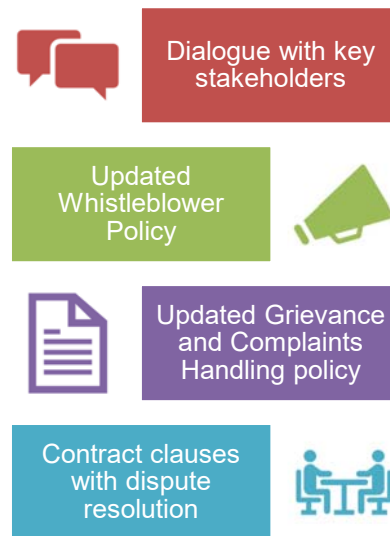 Dialogue with key
stakeholders
Updated
Whistleblower
Policy
Updated Grievance
and Complaints
Handling policy
Contract clauses
with dispute
resolution